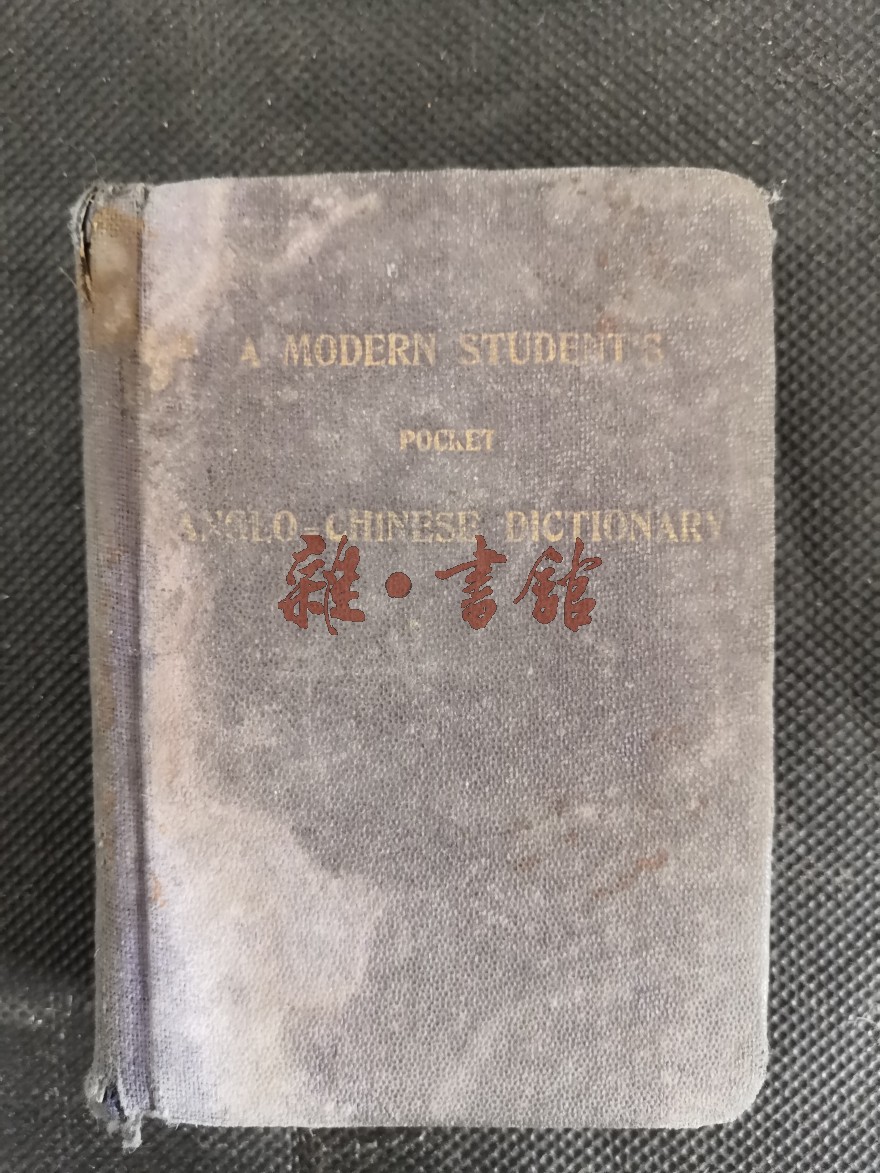 A MODERN STUDENT'S
POCKET
ANGLO-CHINESE DICTIONARY
雜·書館